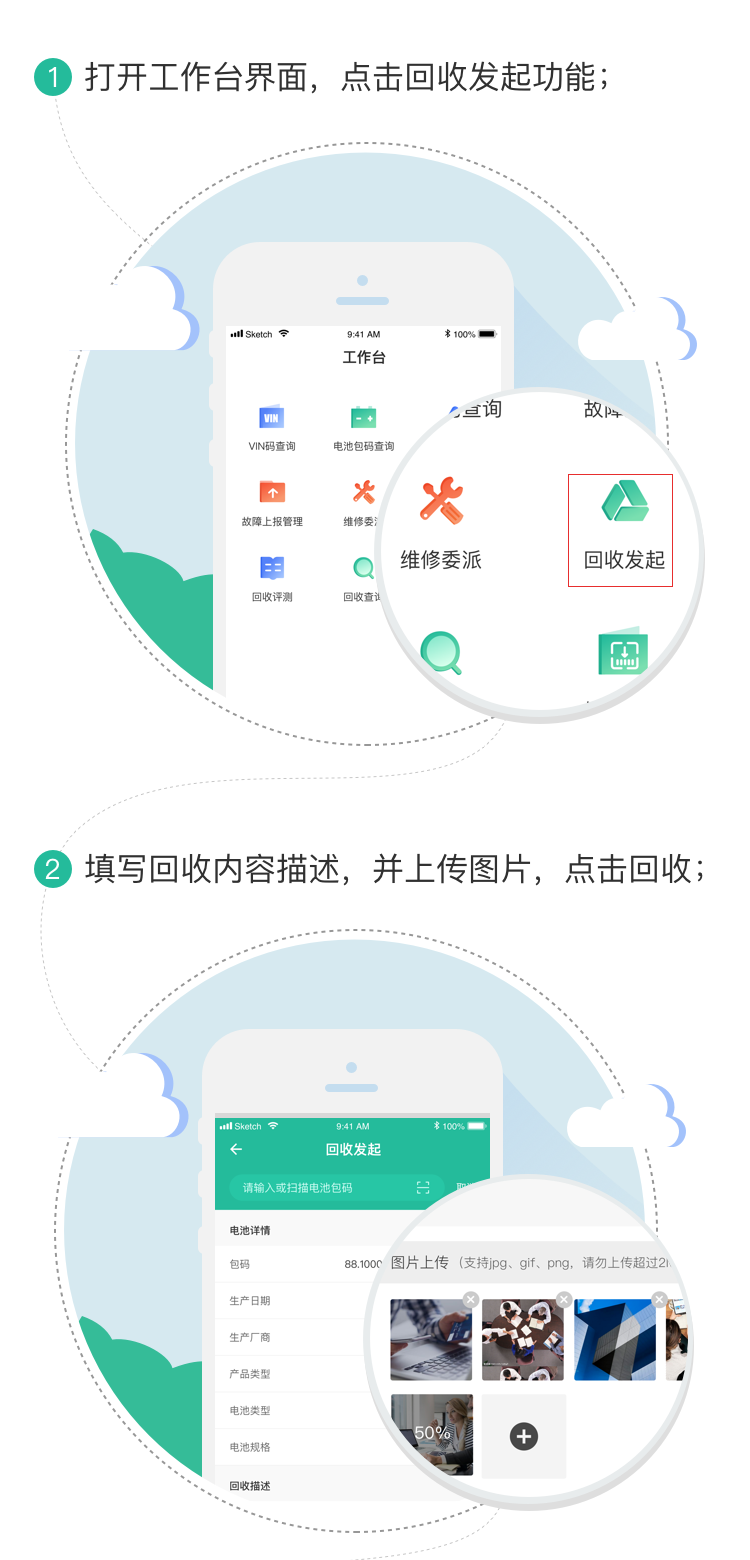 1 打开工作台界面，点击回收发起功能；
Sketch 9:41 AM 100%
工作台
查询 故障
VIN
VIN码查询 电池包码查询
故障上报管理 维修委派
维修委派 回收发起
回收评测 回收查询
2 填写回收内容描述，并上传图片，点击回收；
Sketch 9:41 AM 100%
回收发起
请输入或扫描电池包码
电池详情
包码 88.1000
图片上传（支持jpg、gif、png，请勿上传超过2
生产日期
生产厂商
产品类型
电池类型
50%
电池规格
回收描述